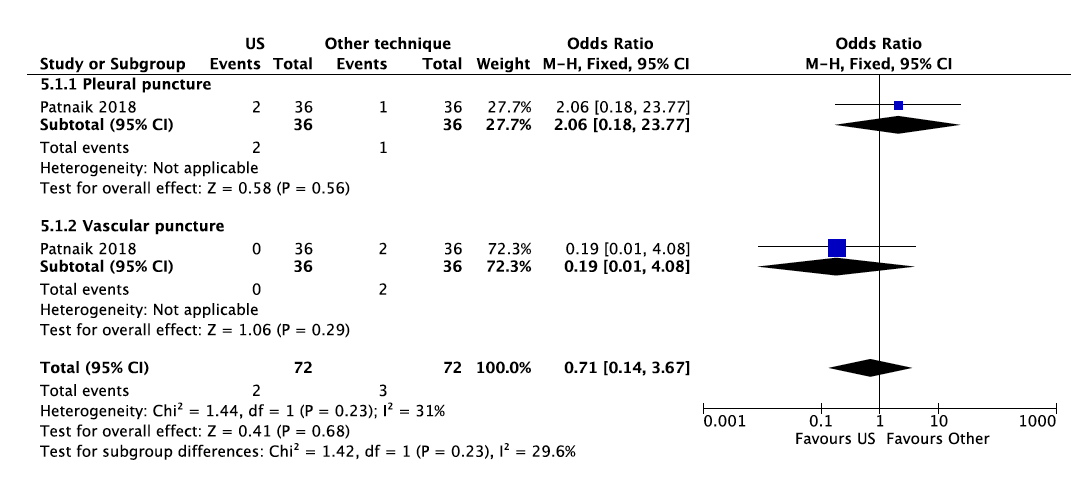 US Other technique Odds Ratio Odds Ratio
Study or Subgroup Events Total Events Total Weight M-H, Fixed, 95% CI M-H, Fixed, 95% CI
5.1.1 Pleural puncture
Patnaik 2018 2 36 1 36 27.7% 2.06 [0.18, 23.77]
Subtotal (95% CI) 36 36 27.7% 2.06 [0.18, 23.77]
Total events 2 1
Heterogeneity: Not applicable
Test for overall effect: Z = 0.58 (P = 0.56)
5.1.2 Vascular puncture
Patnaik 2018 0 36 2 36 72.3% 0.19 [0.01, 4.08]
Subtotal (95% CI) 36 36 72.3% 0.19 [0.01, 4.08]
Total events 0 2
Heterogeneity: Not applicable
Test for overall effect: Z = 1.06 (P = 0.29)
Total (95% CI) 72 72 100.0% 0.71 [0.14, 3.67]
Total events 2 3
Heterogeneity: Chi² = 1.44, df = 1 (P = 0.23); I² = 31%
Test for overall effect: Z = 0.41 (P = 0.68)
Test for subgroup differences: Chi² = 1.42, df = 1 (P = 0.23), I² = 29.6%
0.001 0.1 1 10 1000
Favours US Favours Other